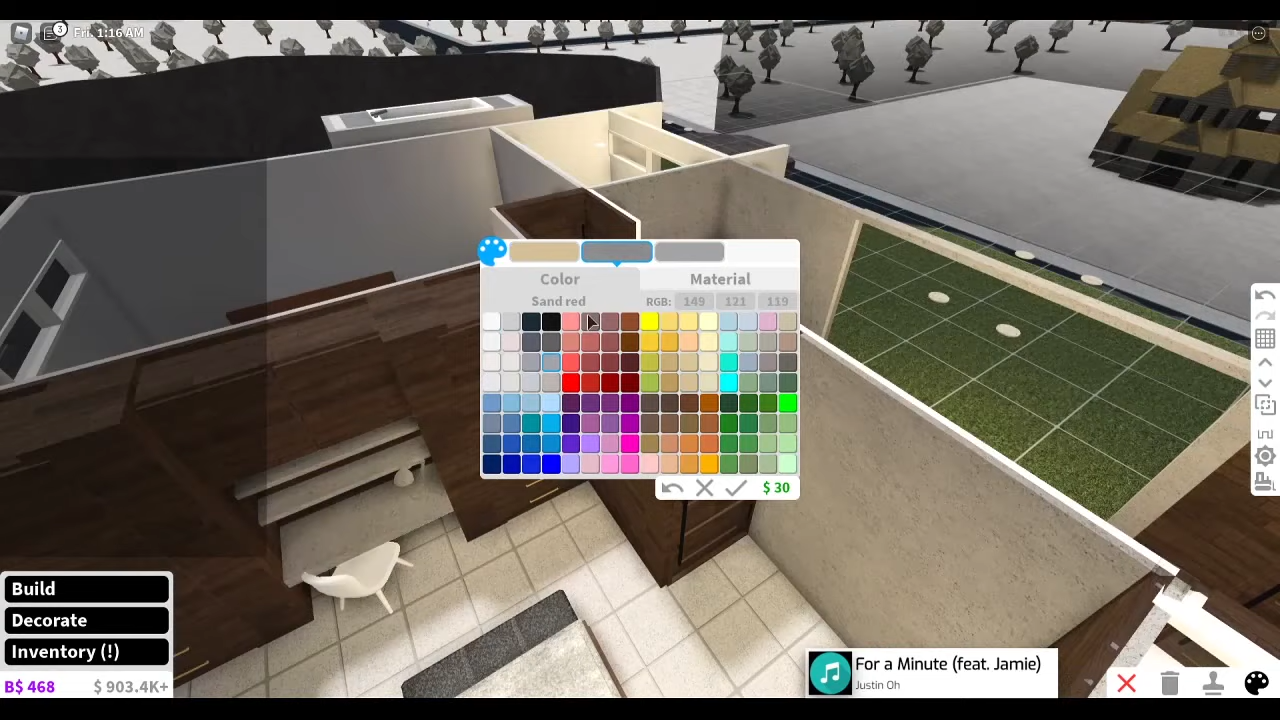 3 Fri. 1:16 AM
Color
Material
Sand red
RGB: 149 121 119
$ 30
Build
Decorate
Inventory (!)
B$ 468 $ 903.4K+
For a Minute (feat. Jamie)
Justin Oh